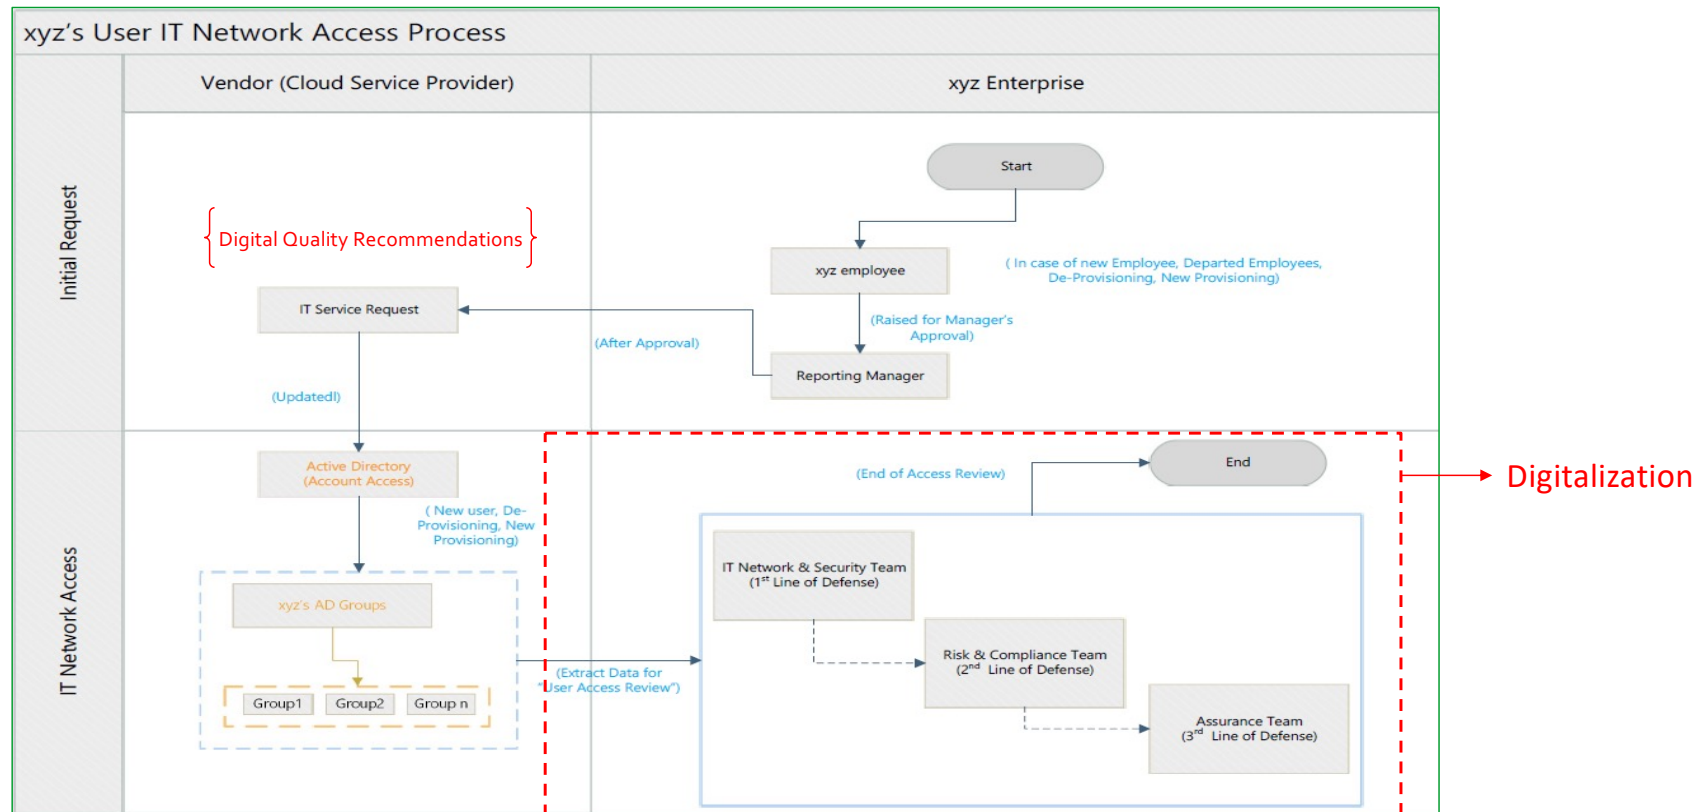 xyz's User IT Network Access Process
Vendor (Cloud Service Provider)
xyz Enterprise
Initial Request
Start
Digital Quality Recommendations
xyz employee
( In case of new Employee, Departed Employees,
De-Provisioning, New Provisioning)
IT Service Request
(Raised for Manager's
Approval)
(After Approval)
Reporting Manager
(Updatedl)
IT Network Access
Active Directory
(Account Access)
(End of Access Review)
End
Digitalization
( New user, De-
Provisioning, New
Provisioning)
IT Network & Security Team
(1st Line of Defense)
xyz's AD Groups
Risk & Compliance Team
(2nd Line of Defense)
(Extract Data for
"User Access Review")
Group1
Group2
Group n
Assurance Team
(3rd Line of Defense)